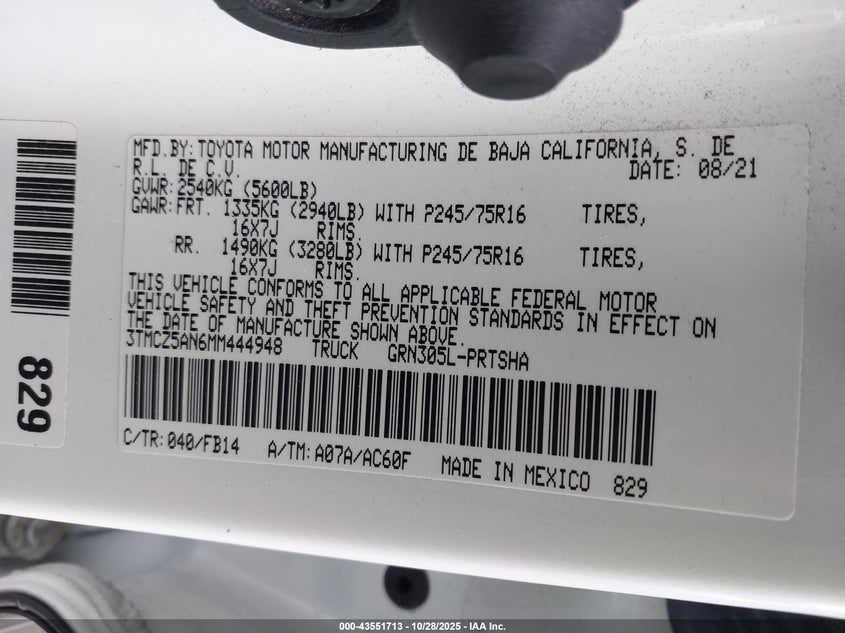 MFD.BY:TOYOTA MOTOR MANUFACTURING DE BAJA CALIFORNIA, S. DE
R.L. DE C.V. DATE: 08/21
GVWR:2540KG (5600LB)
GAWR:FRT. 1335KG (2940LB) WITH P245/75R16 TIRES,
16X7J RIMS.
RR. 1490KG (3280LB) WITH P245/75R16 TIRES,
16X7J RIMS.
THIS VEHICLE CONFORMS TO ALL APPLICABLE FEDERAL MOTOR
VEHICLE SAFETY AND THEFT PREVENTION STANDARDS IN EFFECT ON
THE DATE OF MANUFACTURE SHOWN ABOVE.
3TMCZ5AN6MM444948 TRUCK GRN305L-PRTSHA
C/TR:040/FB14 A/TM:A07A/AC60F MADE IN MEXICO 829
829
000-43551713 | 10/28/2025 | IAA Inc.